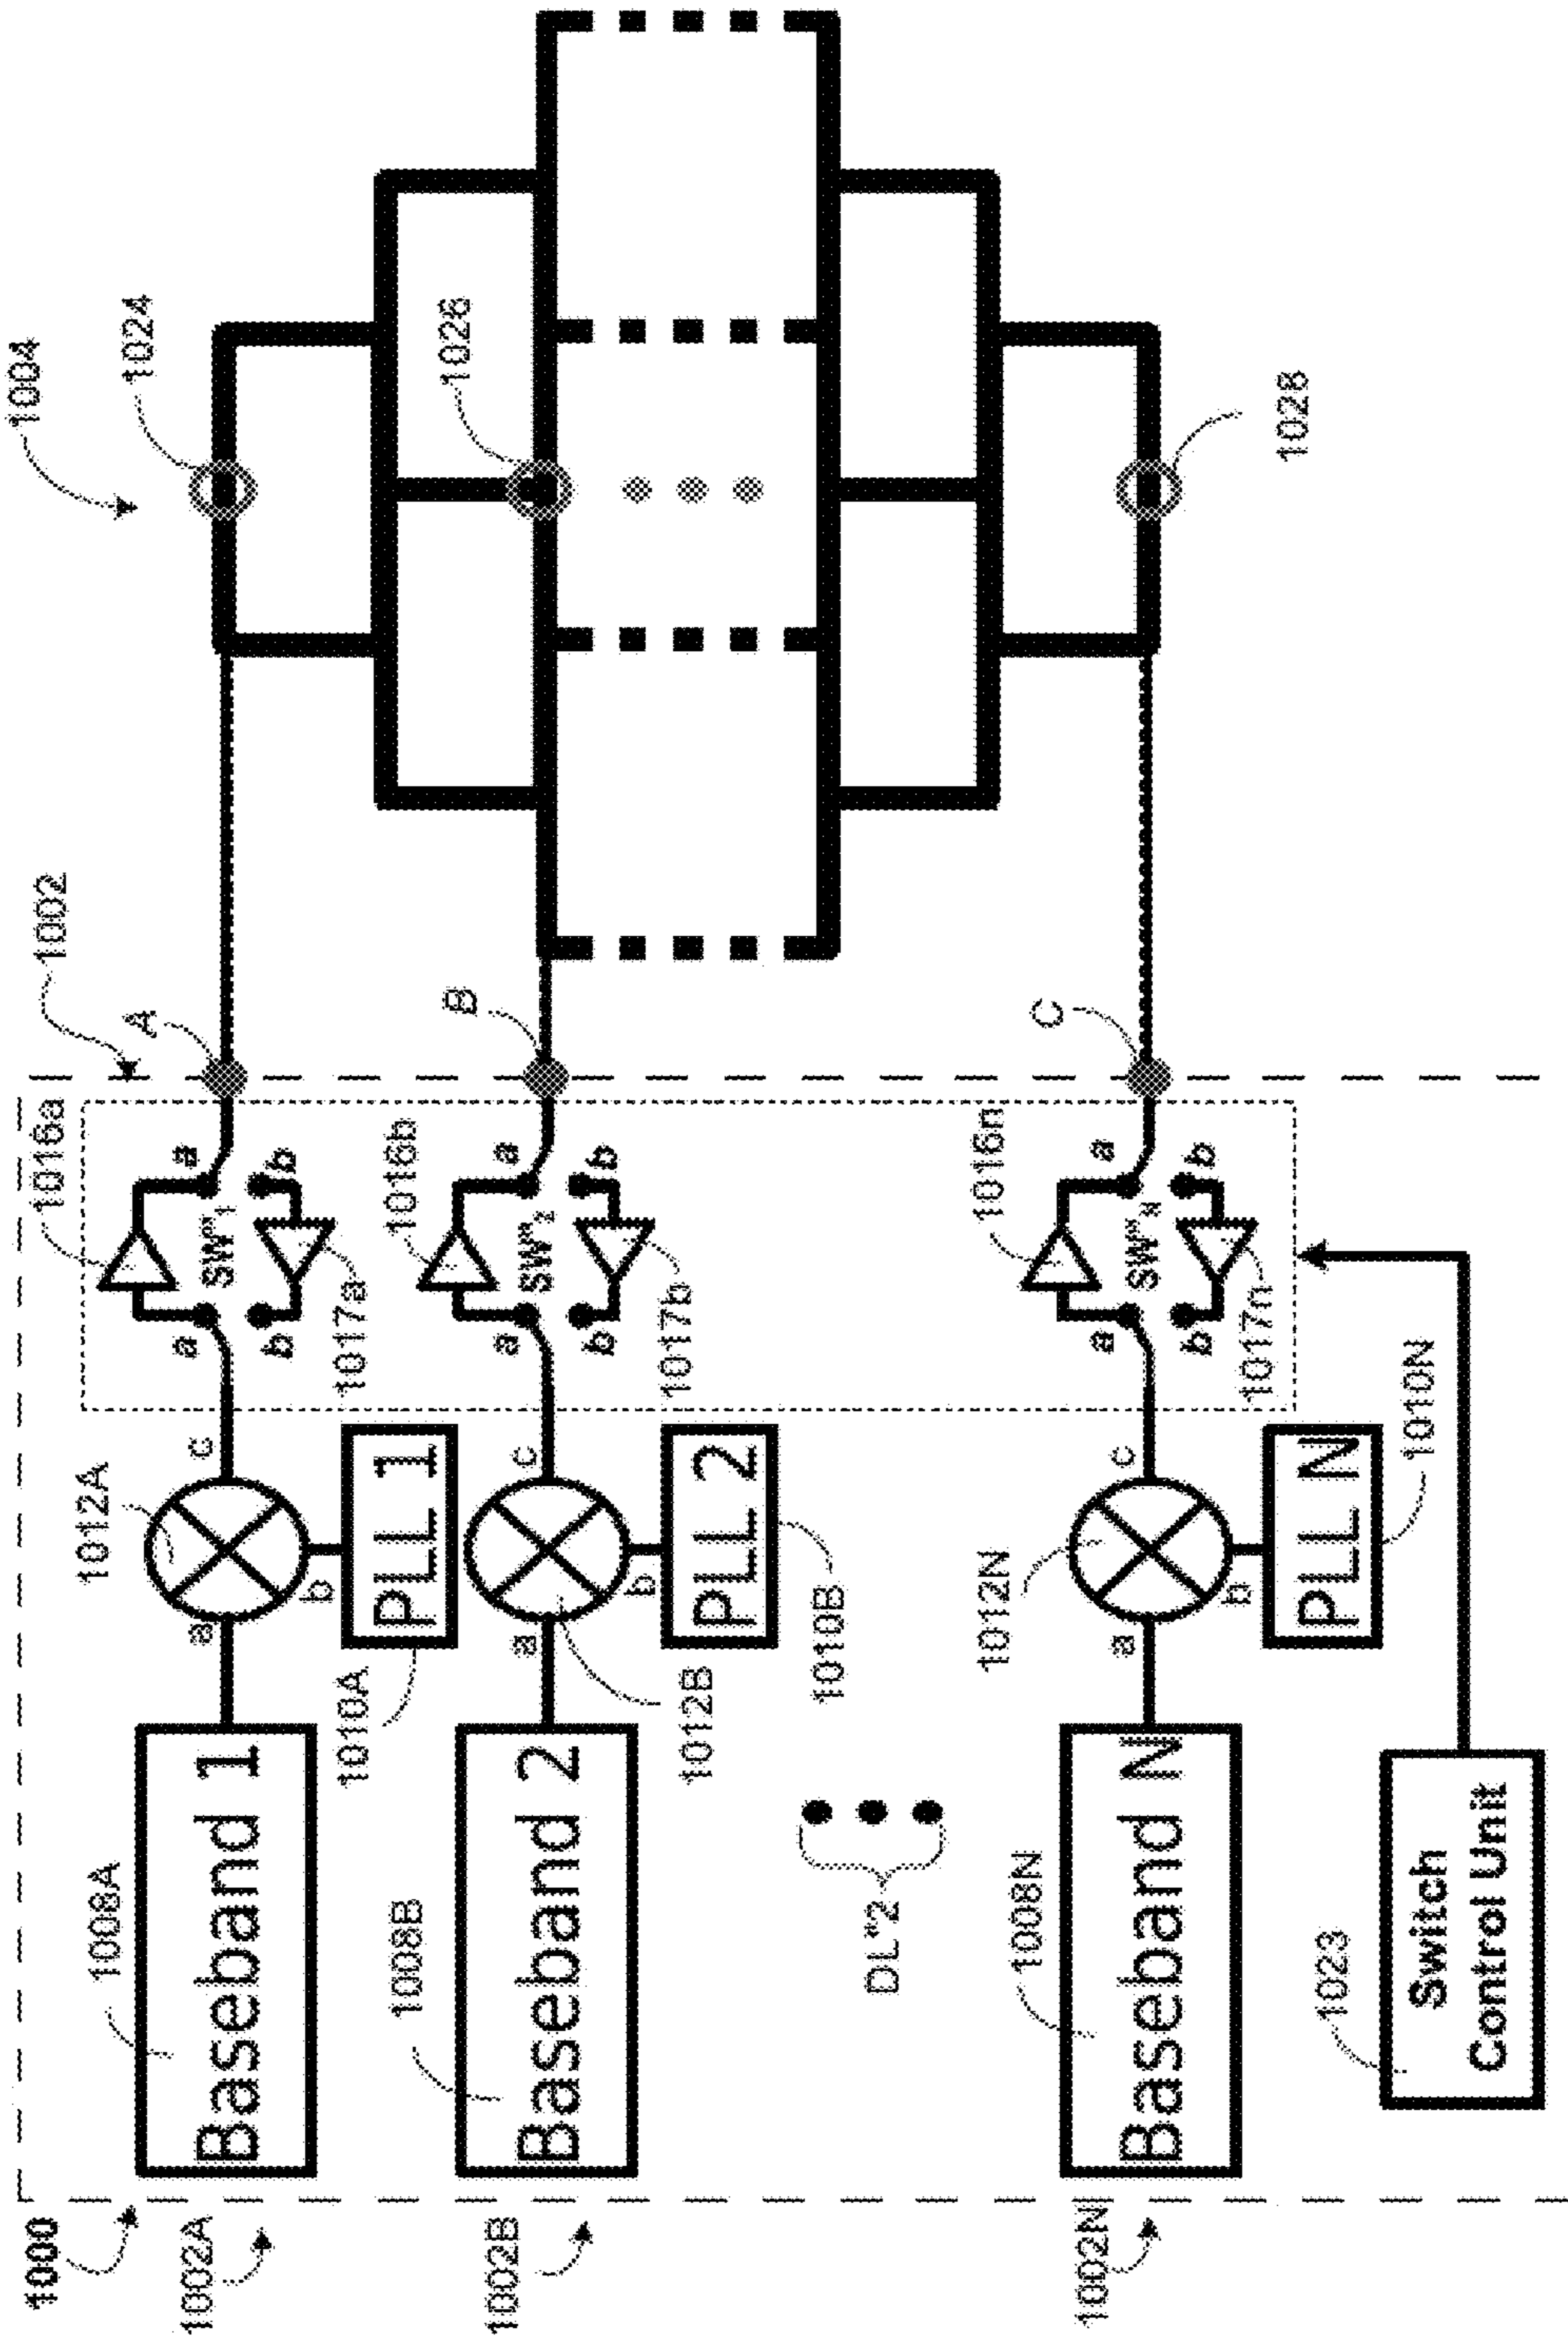 1000
1002
1004
1002A
1008A
Baseband 1
a
1012A
b
c
1010A
PLL 1
1016a
a
a
SW"'1
b
b
1017a
A
1024
1002B
1008B
Baseband 2
a
1012B
b
c
1010B
PLL 2
1016b
a
a
SW"'2
b
b
1017b
B
1026
DL"2
1002N
1008N
Baseband N
a
1012N
b
c
1010N
PLL N
1016n
a
a
SW"'N
b
b
1017n
C
1028
1023
Switch
Control Unit